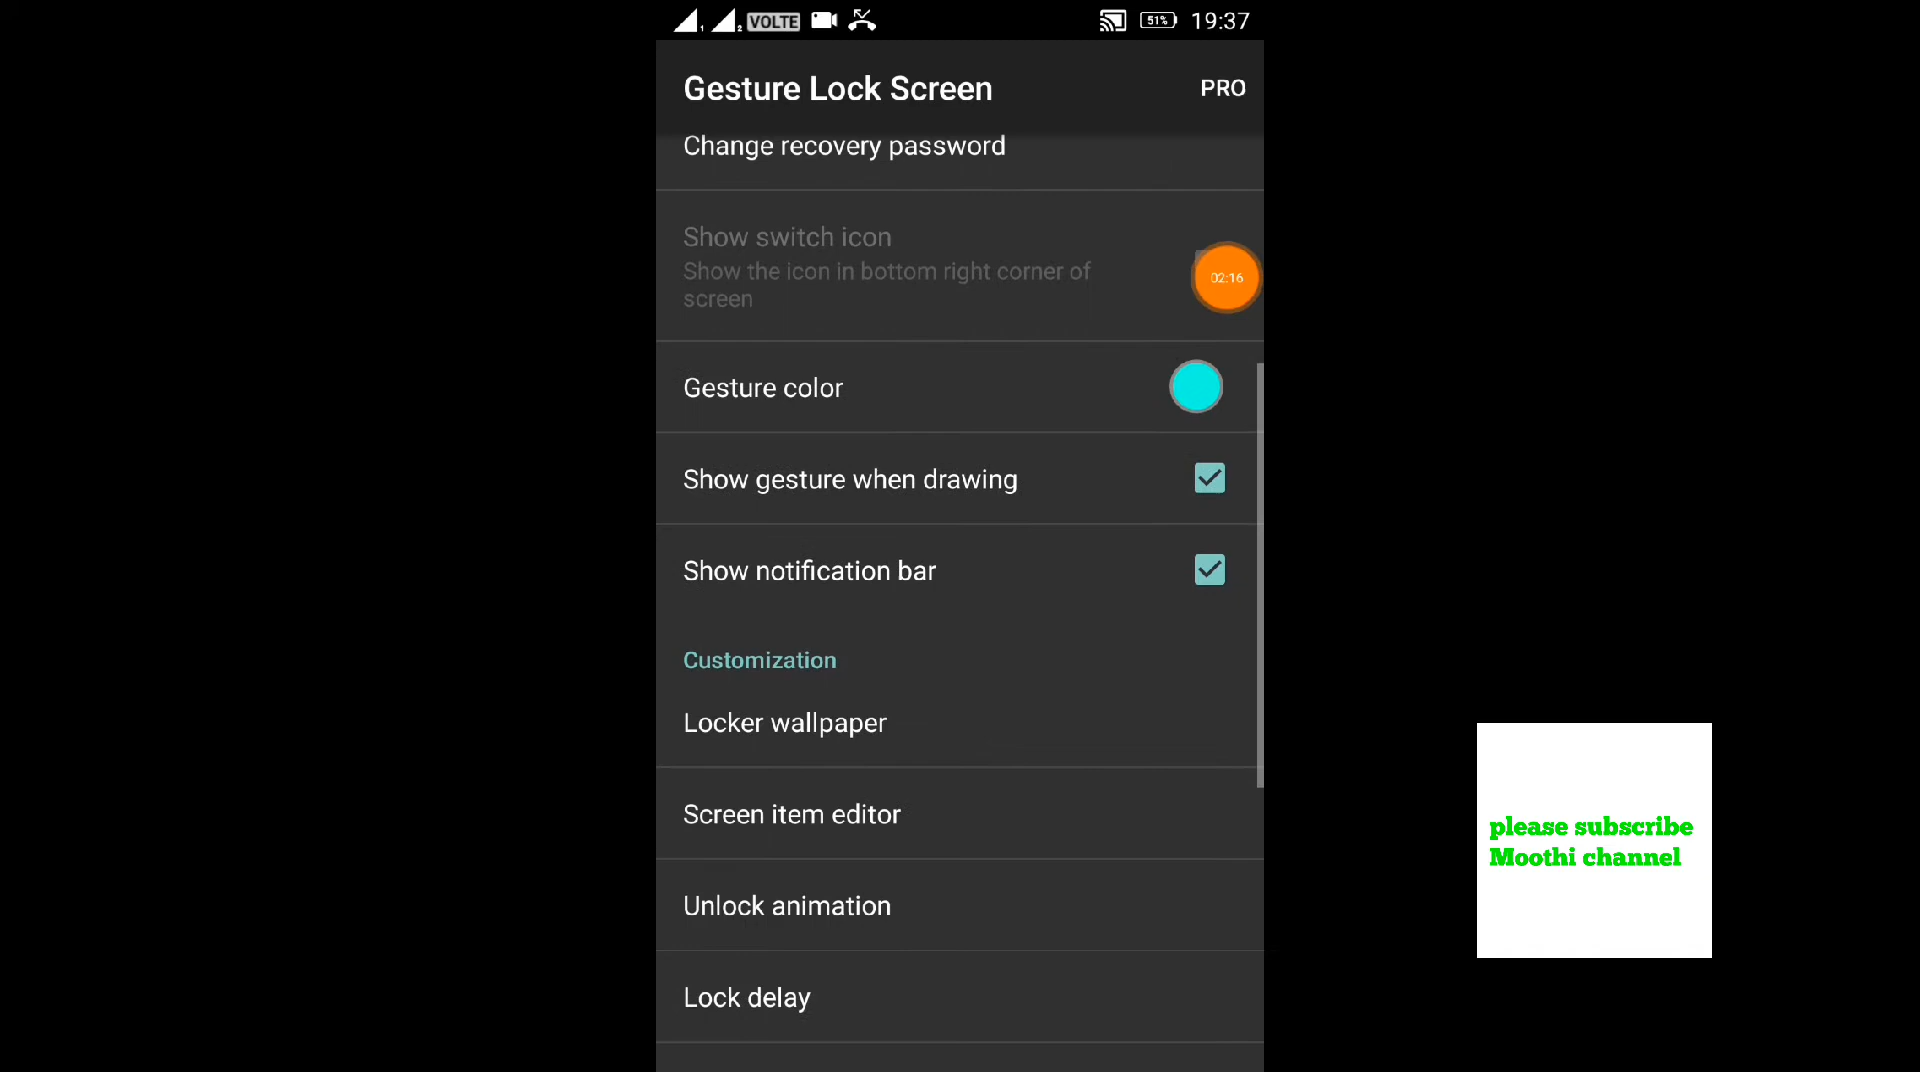 VOLTE
51%
19:37
Gesture Lock Screen
PRO
Change recovery password
Show switch icon
Show the icon in bottom right corner of
screen
02:16
Gesture color
Show gesture when drawing
Show notification bar
Customization
Locker wallpaper
Screen item editor
Unlock animation
Lock delay
please subscribe
Moothi channel